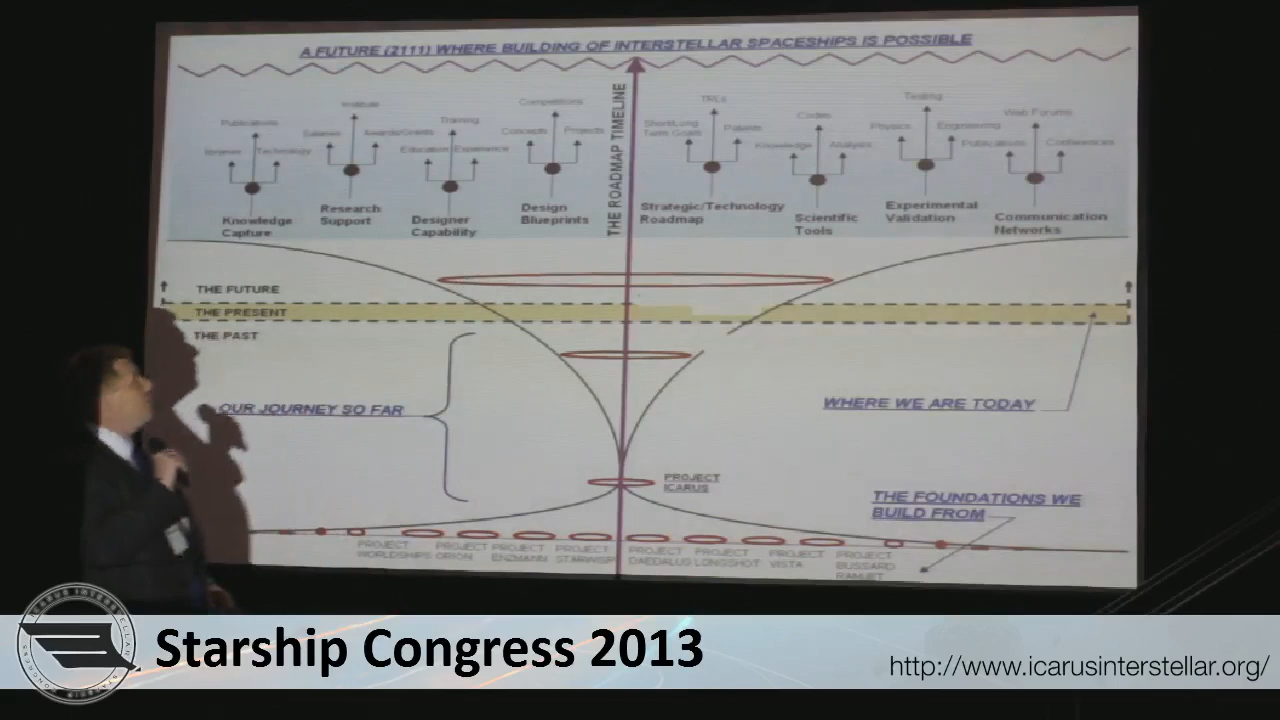 A FUTURE (2111) WHERE BUILDING OF INTERSTELLAR SPACESHIPS IS POSSIBLE
Publications
Technology
Institute
Awards/Grants
Training
Education Experience
Competitions
Concepts Projects
THE ROADMAP TIMELINE
TRLs
Short/Long
Term Goals
Patents
Codes
Knowledge Analysis
Testing
Physics Engineering
Web Forums
Publications Conferences
Knowledge
Capture
Research
Support
Designer
Capability
Design
Blueprints
Strategic/Technology
Roadmap
Scientific
Tools
Experimental
Validation
Communication
Networks
THE FUTURE
THE PRESENT
THE PAST
OUR JOURNEY SO FAR
WHERE WE ARE TODAY
PROJECT
ICARUS
THE FOUNDATIONS WE
BUILD FROM
PROJECT
WORLDSHIPS
PROJECT
ORION
PROJECT
ENZMANN
PROJECT
STARWISP
PROJECT
DAEDALUS
PROJECT
LONGSHOT
PROJECT
VISTA
PROJECT
BUSSARD
RAMJET
ICARUS INTERSTELLAR
STARSHIP CONGRESS
Starship Congress 2013
http://www.icarusinterstellar.org/